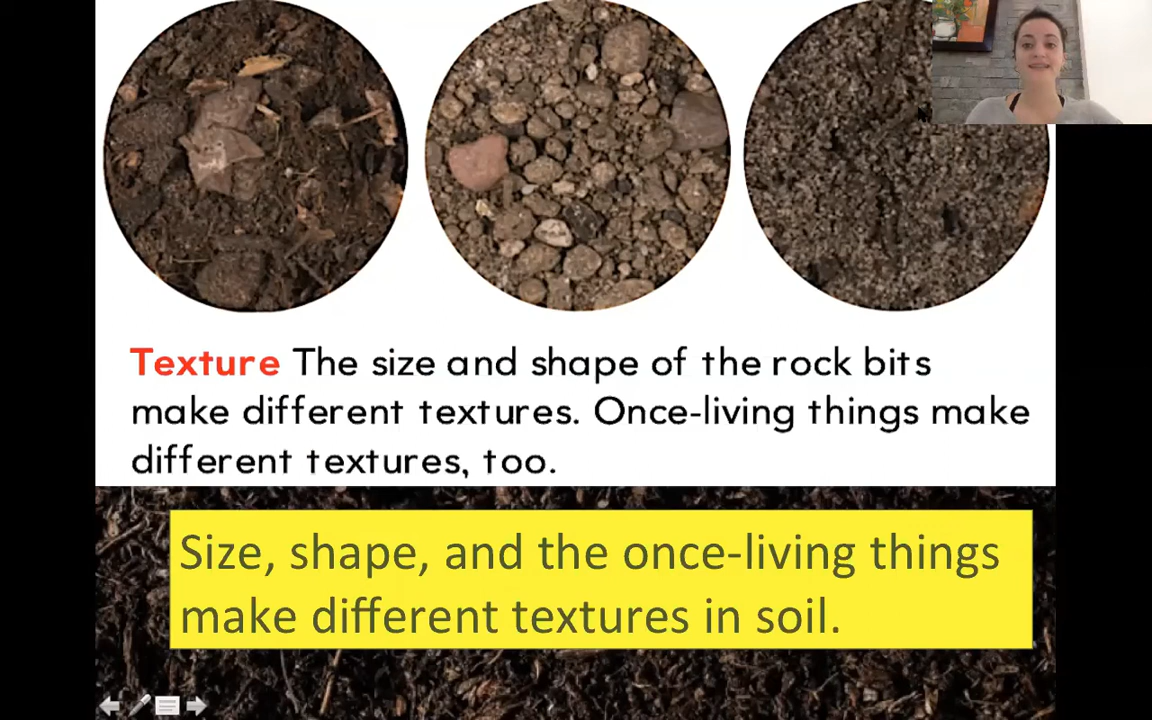 Texture The size and shape of the rock bits
make different textures. Once-living things make
different textures, too.
Size, shape, and the once-living things
make different textures in soil.